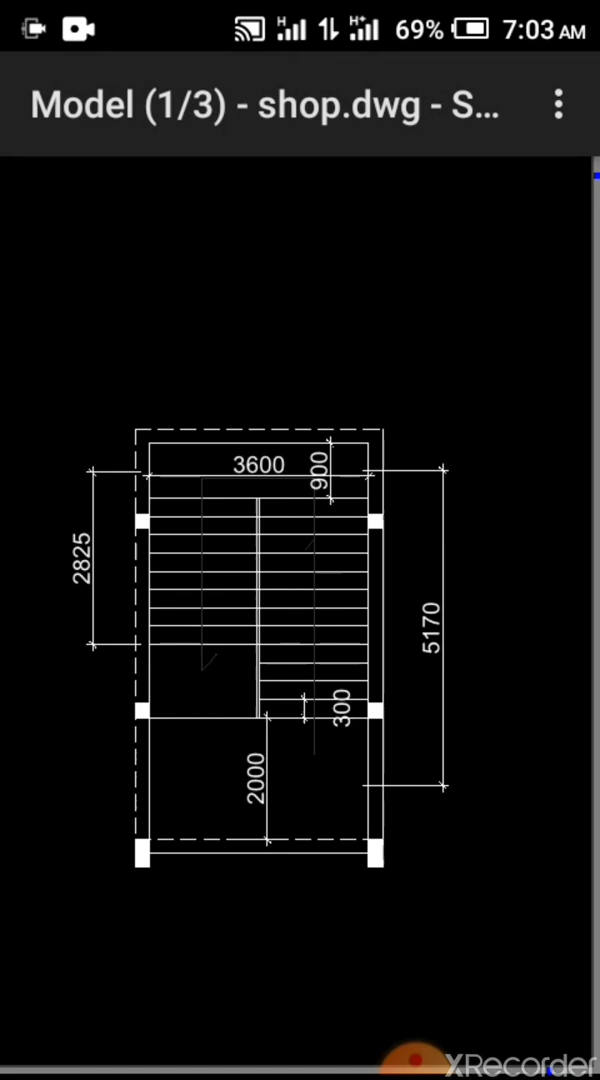 H H+ 69% 7:03 AM
Model (1/3) - shop.dwg - S...
3600
900
2825
5170
300
2000
XRecorder